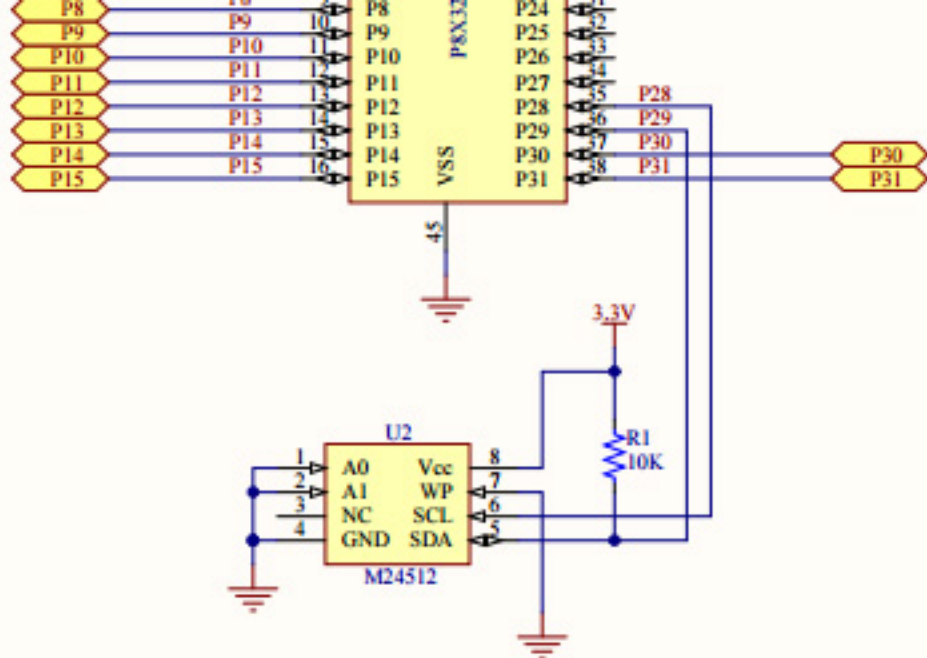 P8 P8 P24
P9 P9 10 P9 P25 32
P10 P10 11 P10 P26 33
P11 P11 12 P11 P27 34
P12 P12 13 P12 P28 35 P28
P13 P13 14 P13 P29 36 P29
P14 P14 15 P14 P30 37 P30 P30
P15 P15 16 P15 P31 38 P31 P31
P8X32
VSS
45
3.3V
U2
R1
10K
1 A0 Vcc 8
2 A1 WP 7
3 NC SCL 6
4 GND SDA 5
M24512